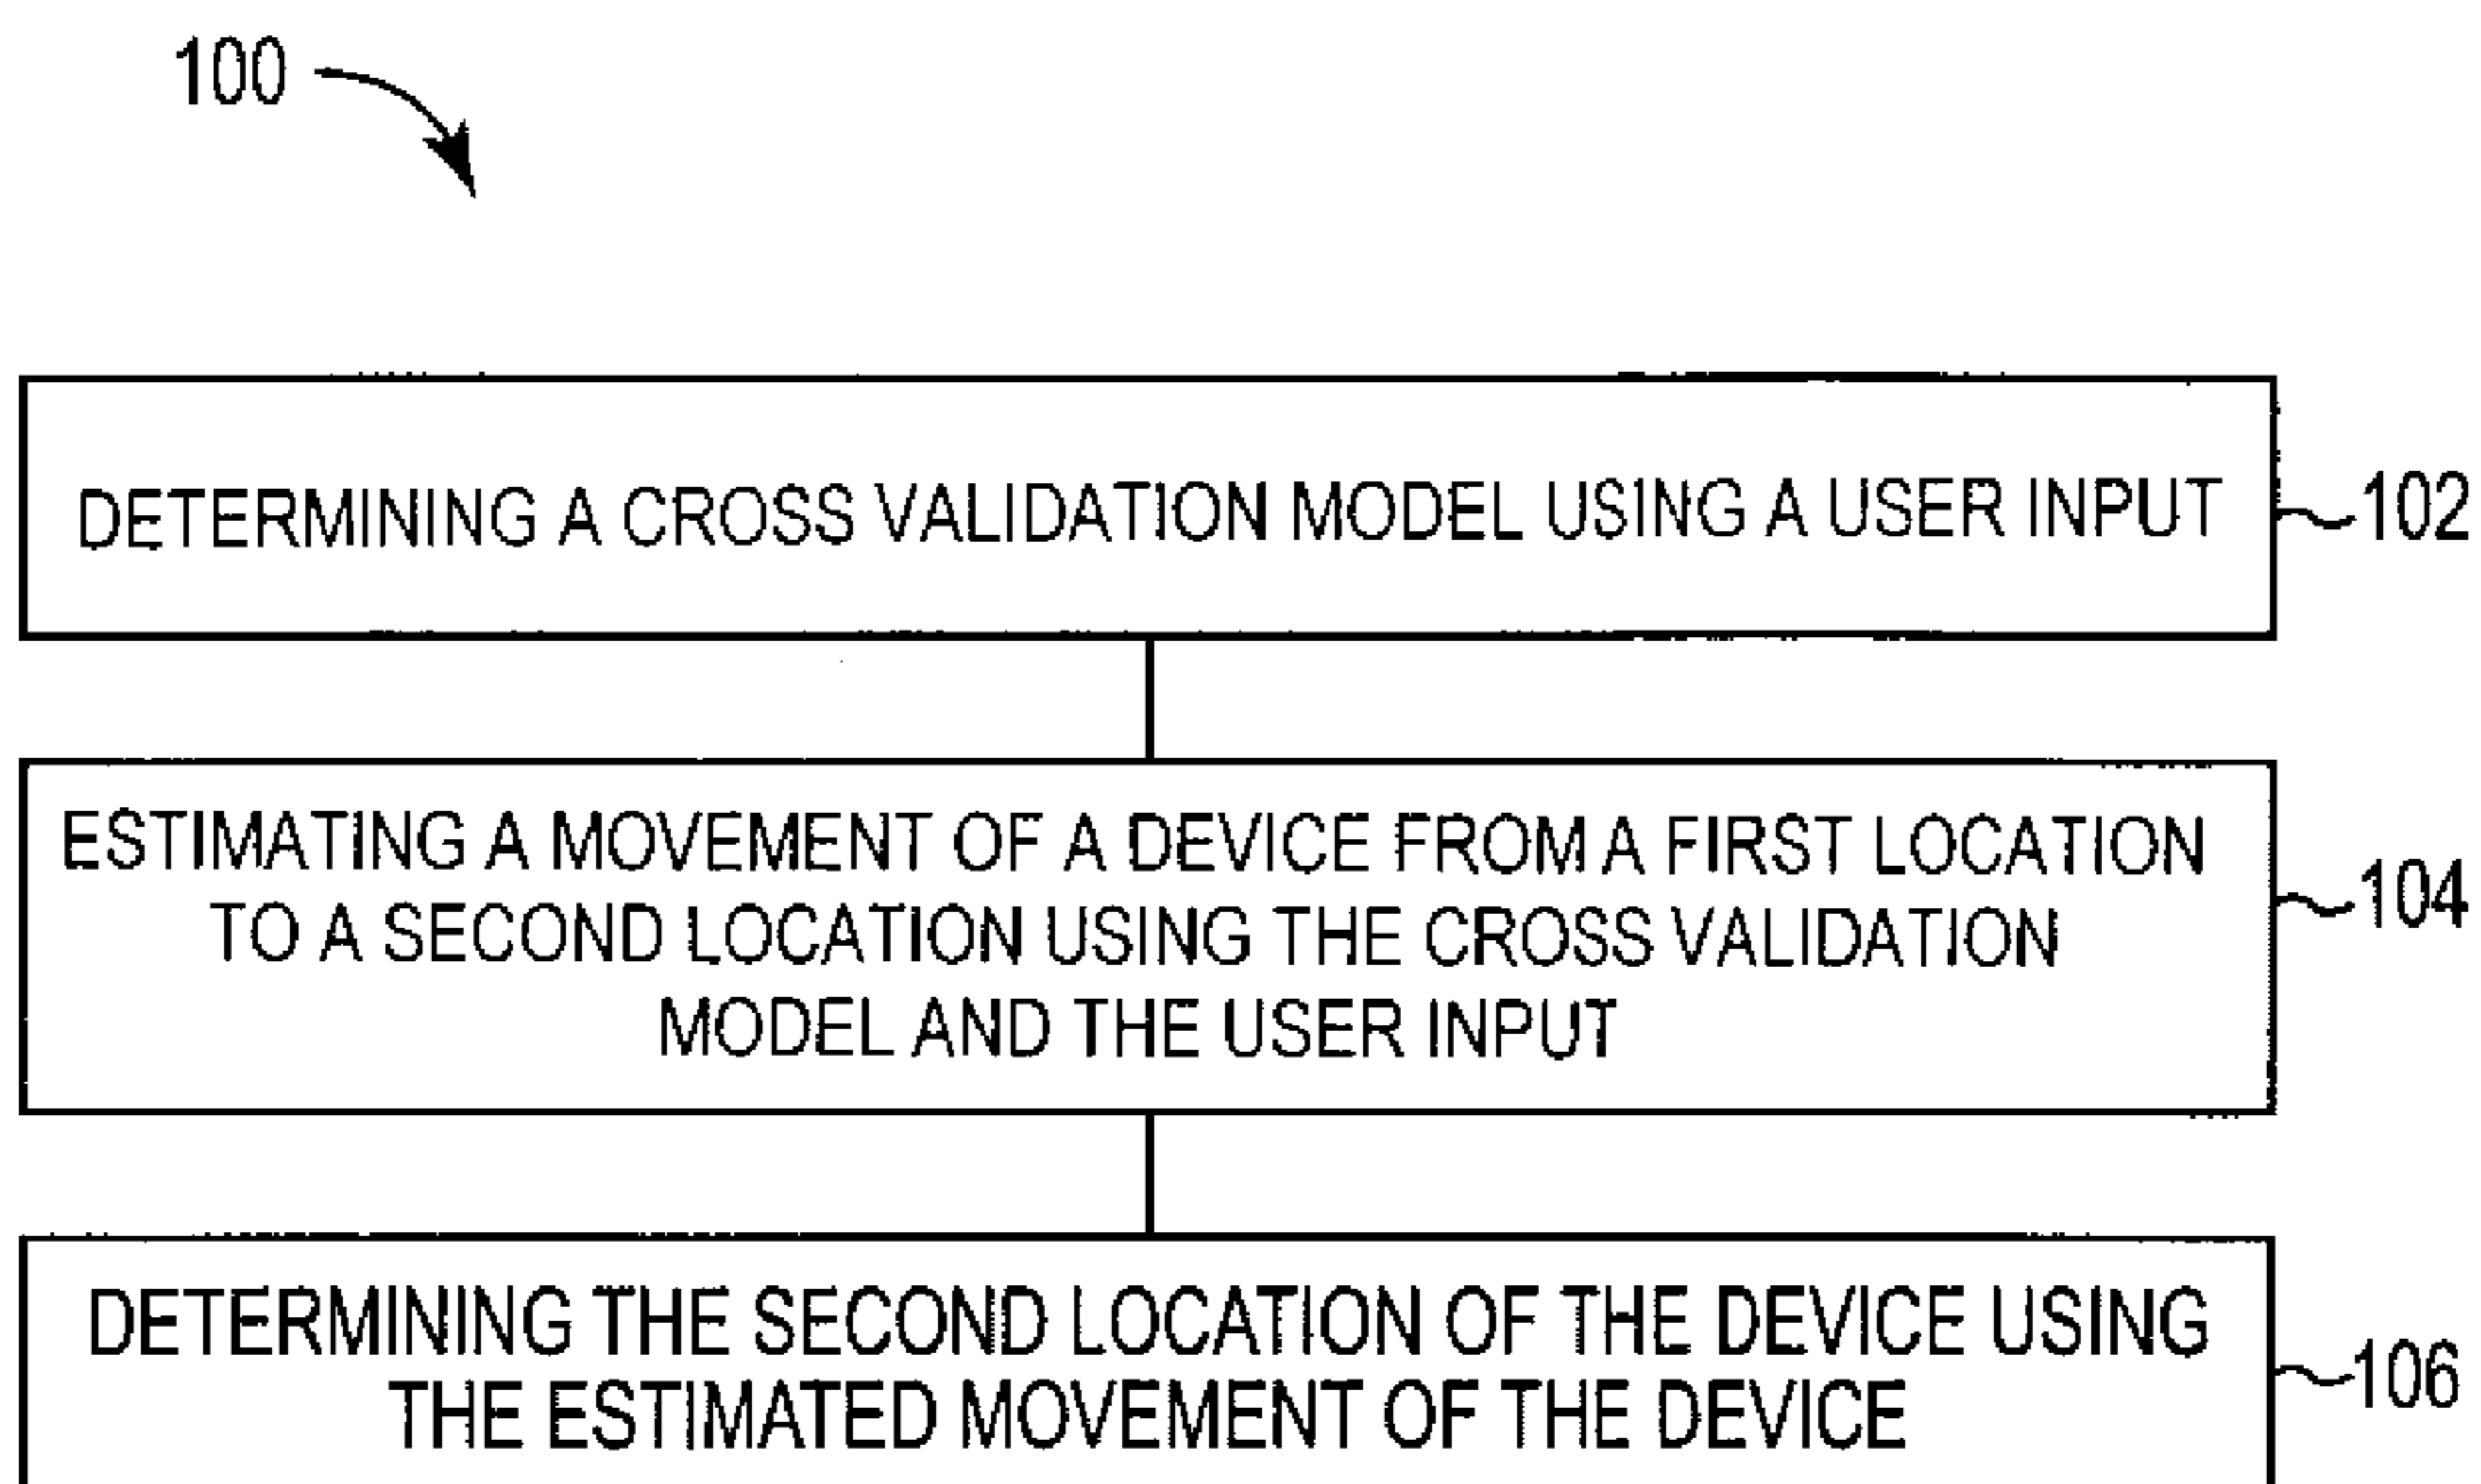 100
DETERMINING A CROSS VALIDATION MODEL USING A USER INPUT
102
ESTIMATING A MOVEMENT OF A DEVICE FROM A FIRST LOCATION
TO A SECOND LOCATION USING THE CROSS VALIDATION
MODEL AND THE USER INPUT
104
DETERMINING THE SECOND LOCATION OF THE DEVICE USING
THE ESTIMATED MOVEMENT OF THE DEVICE
106